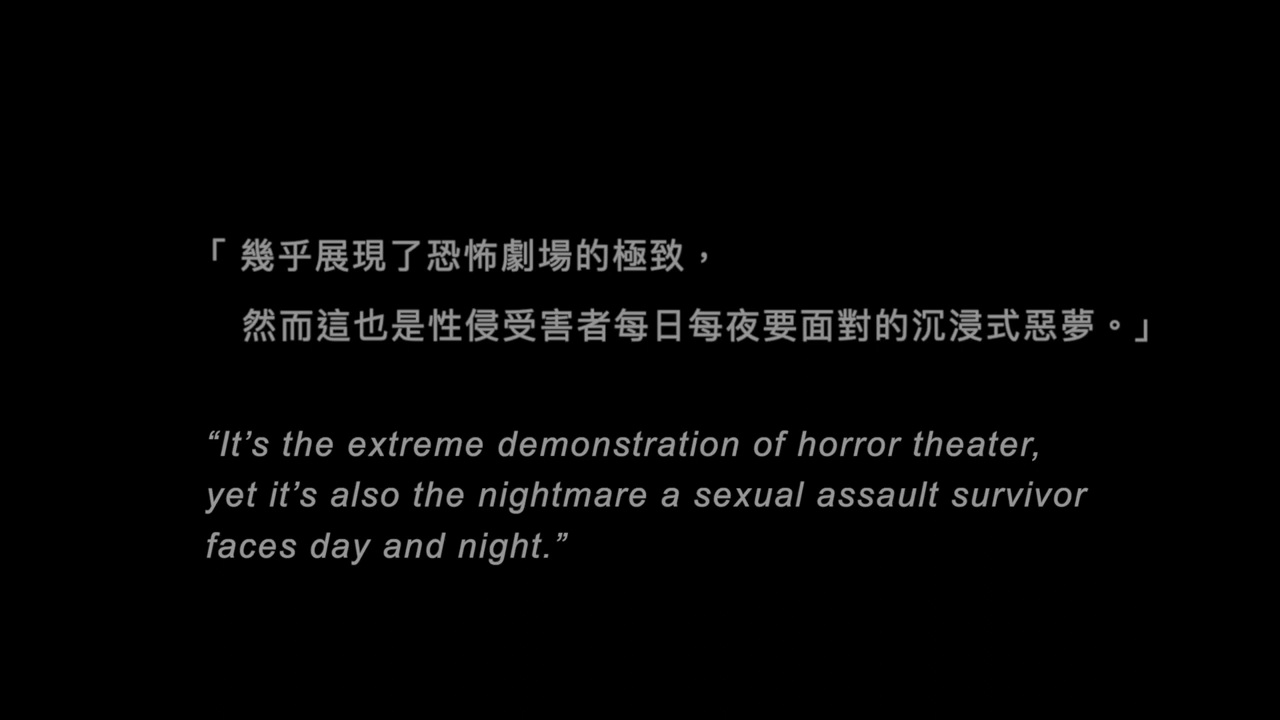 「 幾乎展現了恐怖劇場的極致，
然而這也是性侵受害者每日每夜要面對的沉浸式惡夢。」
“It’s the extreme demonstration of horror theater,
yet it’s also the nightmare a sexual assault survivor
faces day and night.”